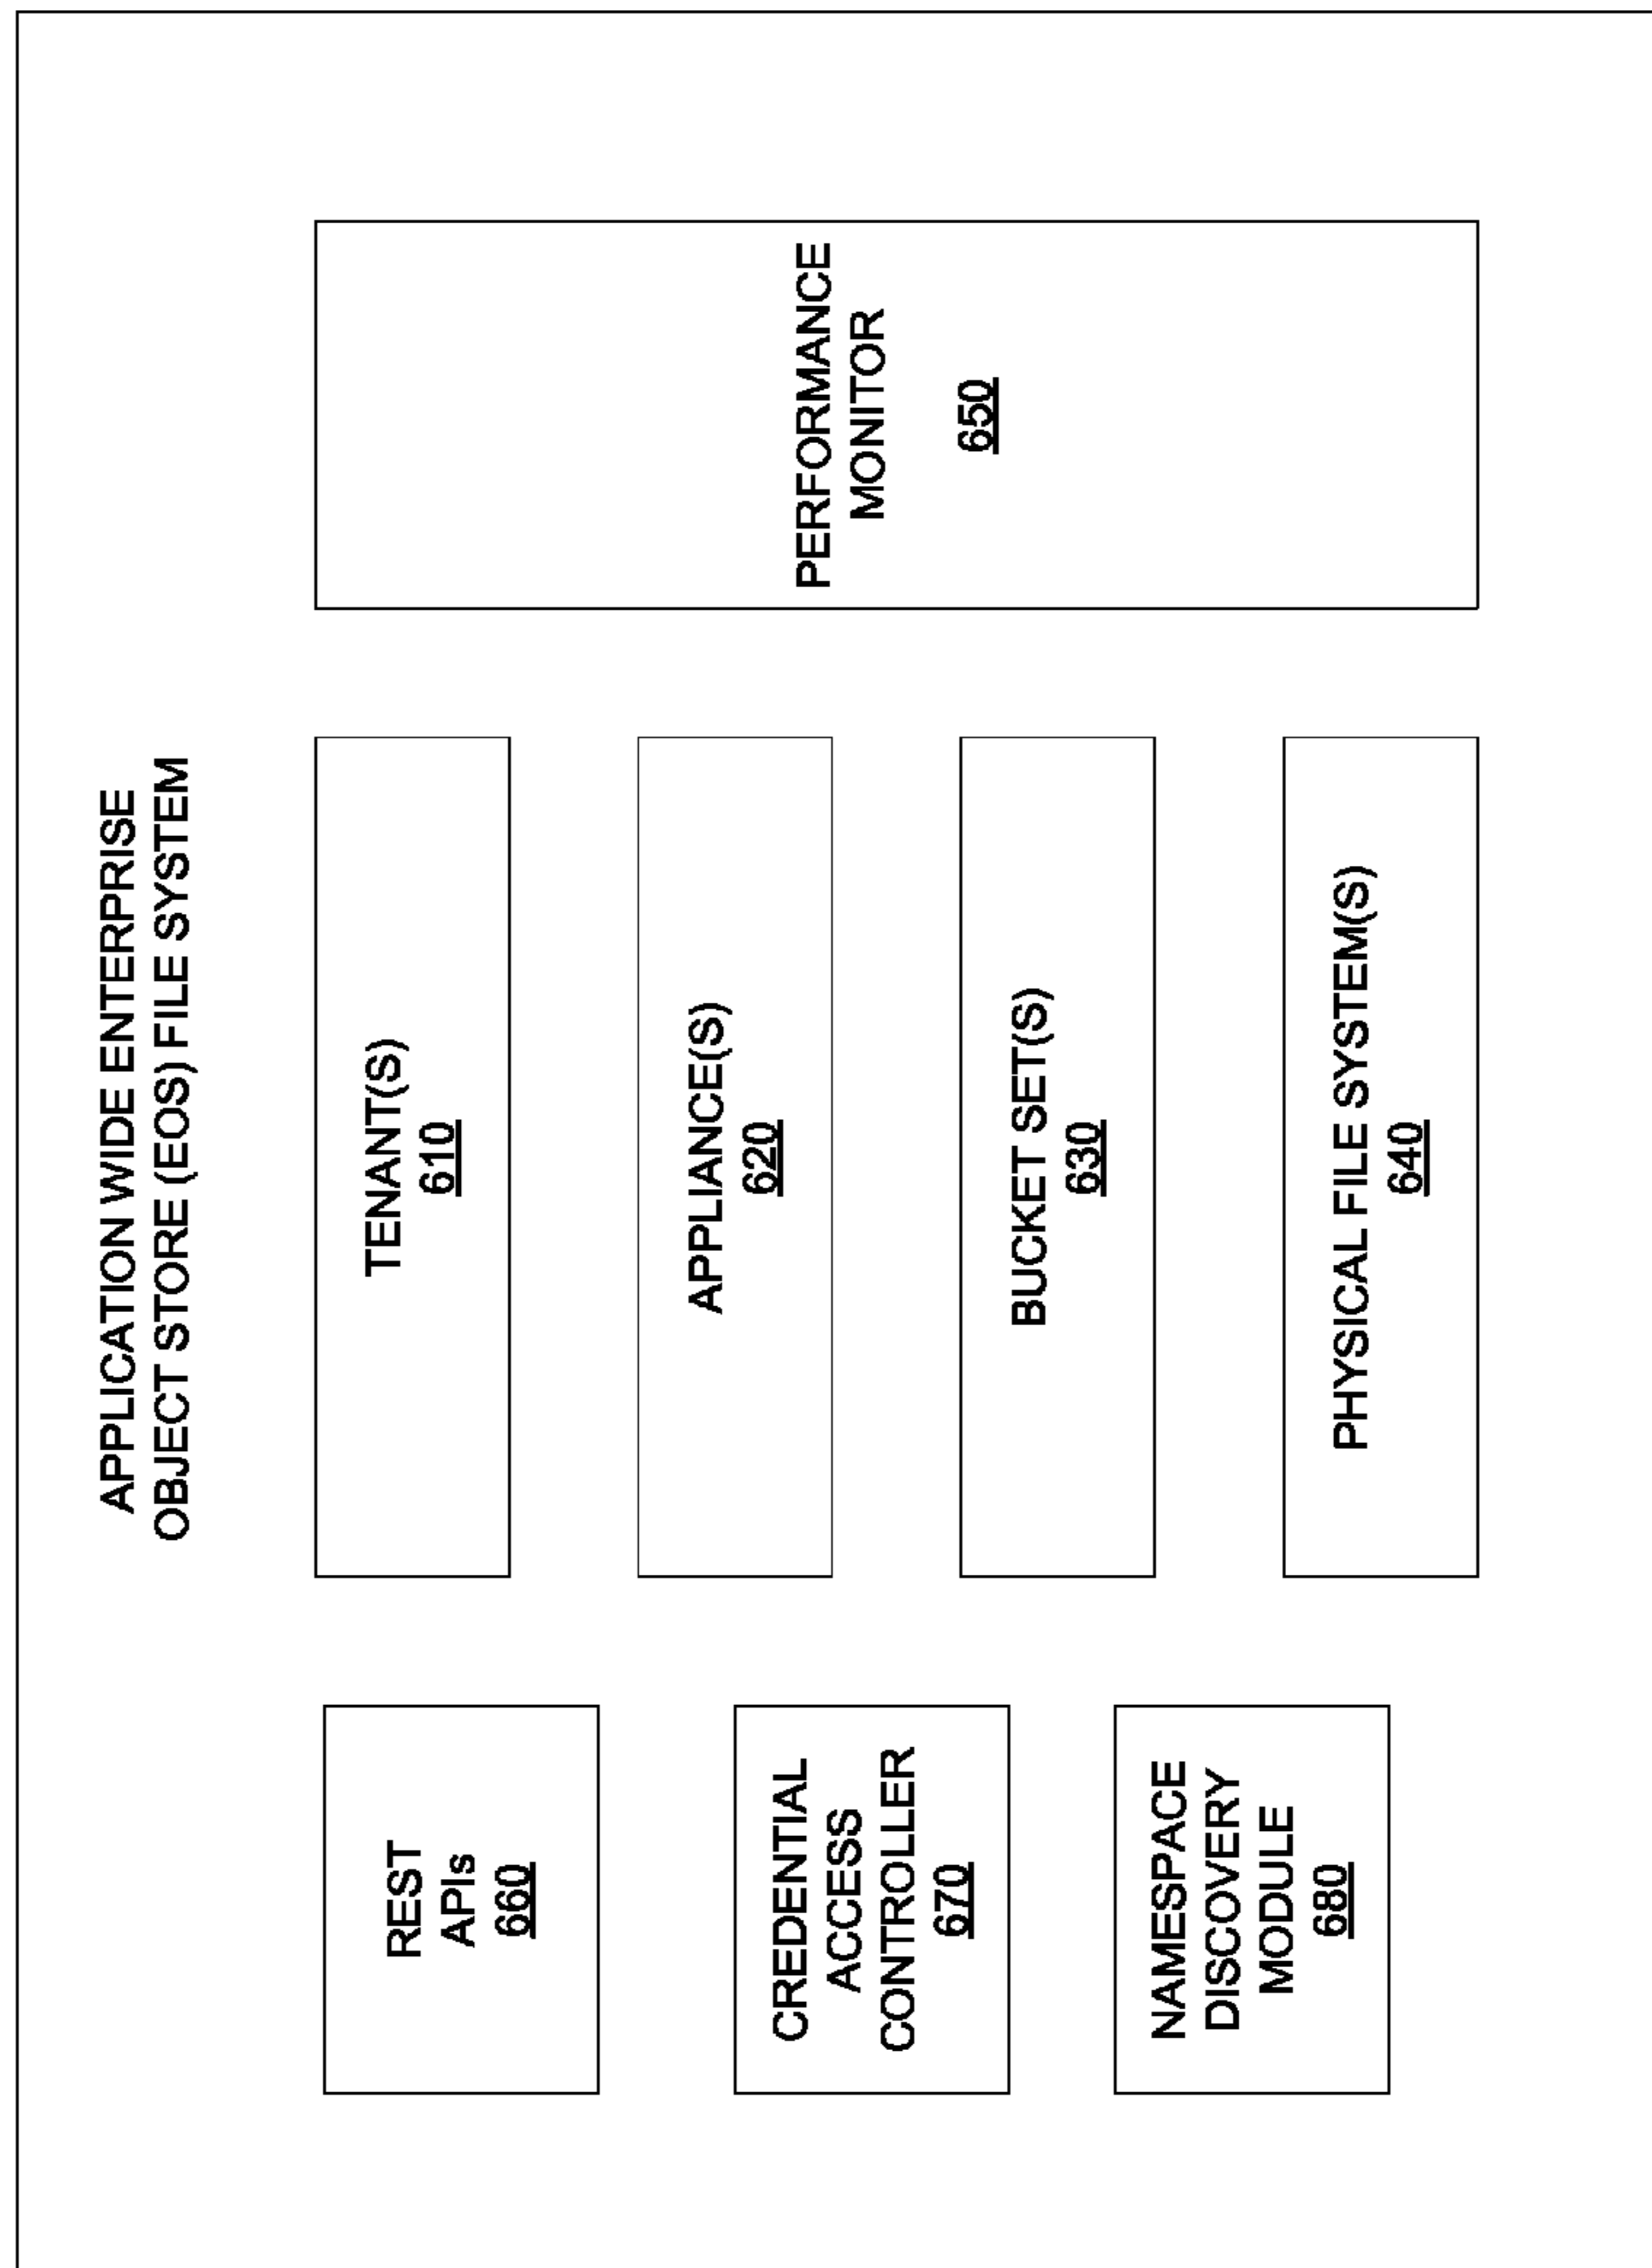 APPLICATION WIDE ENTERPRISE
OBJECT STORE (EOS) FILE SYSTEM
REST
APIs
660
CREDENTIAL
ACCESS
CONTROLLER
670
NAMESPACE
DISCOVERY
MODULE
680
TENANT(S)
610
APPLIANCE(S)
620
BUCKET SET(S)
630
PHYSICAL FILE SYSTEM(S)
640
PERFORMANCE
MONITOR
650